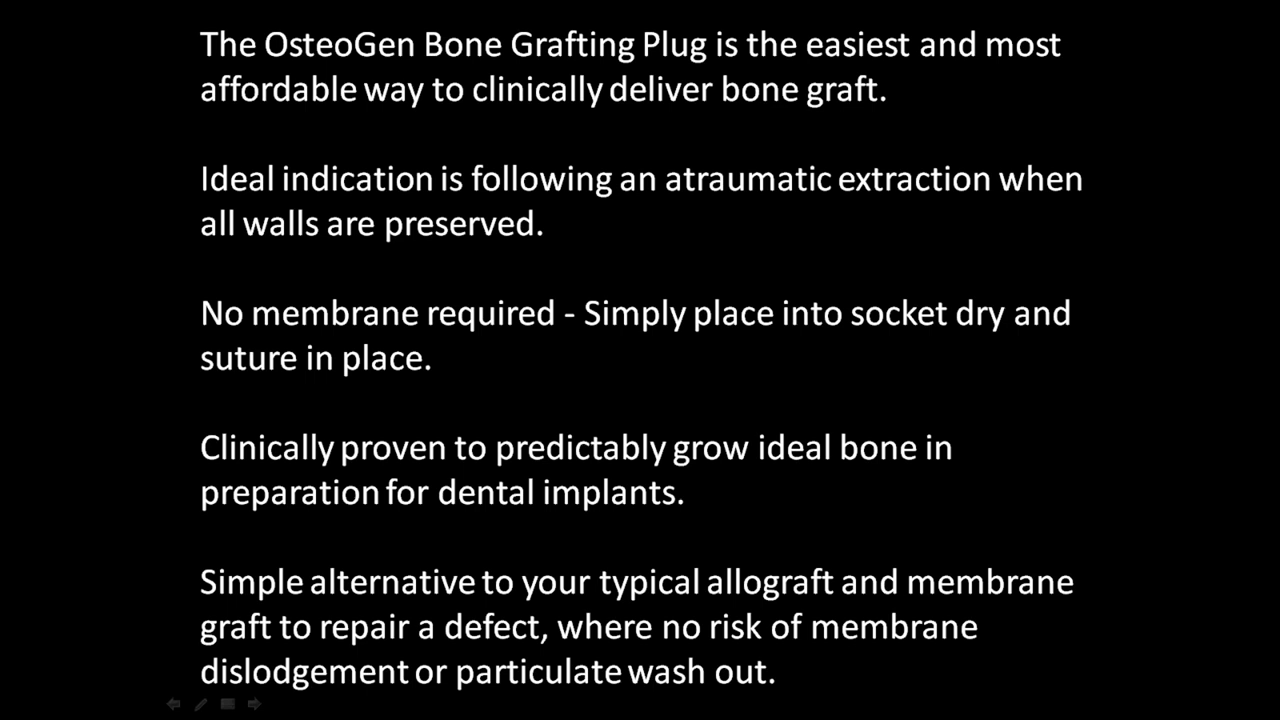 The OsteoGen Bone Grafting Plug is the easiest and most
affordable way to clinically deliver bone graft.
Ideal indication is following an atraumatic extraction when
all walls are preserved.
No membrane required - Simply place into socket dry and
suture in place.
Clinically proven to predictably grow ideal bone in
preparation for dental implants.
Simple alternative to your typical allograft and membrane
graft to repair a defect, where no risk of membrane
dislodgement or particulate wash out.